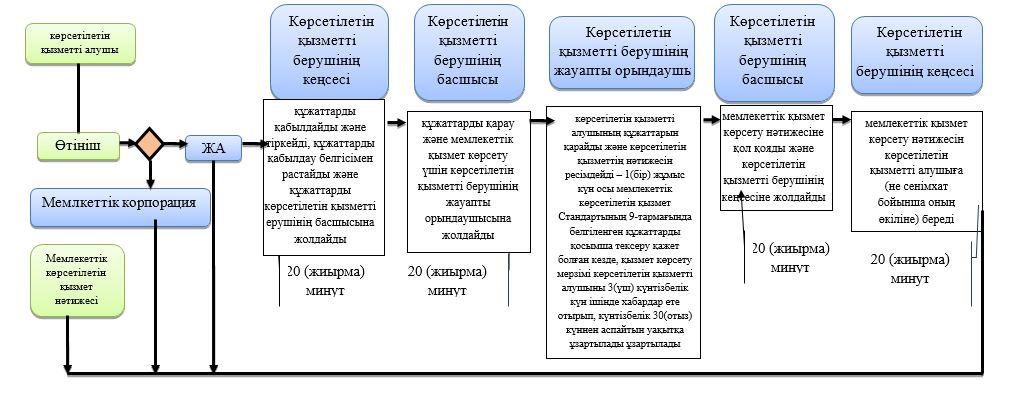 көрсетілетін
қызметті алушы
Өтініш
ЖА
Мемлкеттік корпорация
Мемлекеттік
көрсетілетін
қызмет
нәтижесі
Көрсетілетін
қызметті
берушінің
кеңсесі
құжаттарды
қабылдайды және
тіркейді, құжаттарды
қабылдау белгісімен
растайды және
құжаттарды
көрсетілетін қызметті
ерушінің басшысына
жолдайды
20 (жиырма)
минут
Көрсетілетін
қызметті
берушінің
басшысы
құжаттарды қарау
және мемлекеттік
қызмет көрсету
үшін көрсетілетін
қызметті берушінің
жауапты
орындаушысына
жолдайды
20 (жиырма)
минут
Көрсетілетін
қызметті берушінің
жауапты орындаушь
көрсетілетін қызметті
алушының құжаттарын
қарайды және көрсетілетін
қызметтің нәтижесін
ресімдейді – 1(бір) жұмыс
күн осы мемлекеттік
көрсетілетін қызмет
Стандартының 9-тармағында
белгіленген құжаттарды
қосымша тексеру қажет
болған кезде, қызмет көрсету
мерзімі көрсетілетін қызметті
алушыны 3(үш) күнтізбелік
күн ішінде хабардар ете
отырып, күнтізбелік 30(отыз)
күннен аспайтын уақытқа
ұзартылады ұзартылады
Көрсетілетін
қызметті
берушінің
басшысы
мемлекеттік қызмет
көрсету нәтижесіне
қол қояды және
көрсетілетін
қызметті берушінің
кеңсесіне жолдайды
20 (жиырма)
минут
Көрсетілетін
қызметті
берушінің кеңсесі
мемлекеттік қызмет
көрсету нәтижесін
көрсетілетін
қызметті алушыға
(не сенімхат
бойынша оның
өкіліне) береді
20 (жиырма)
минут